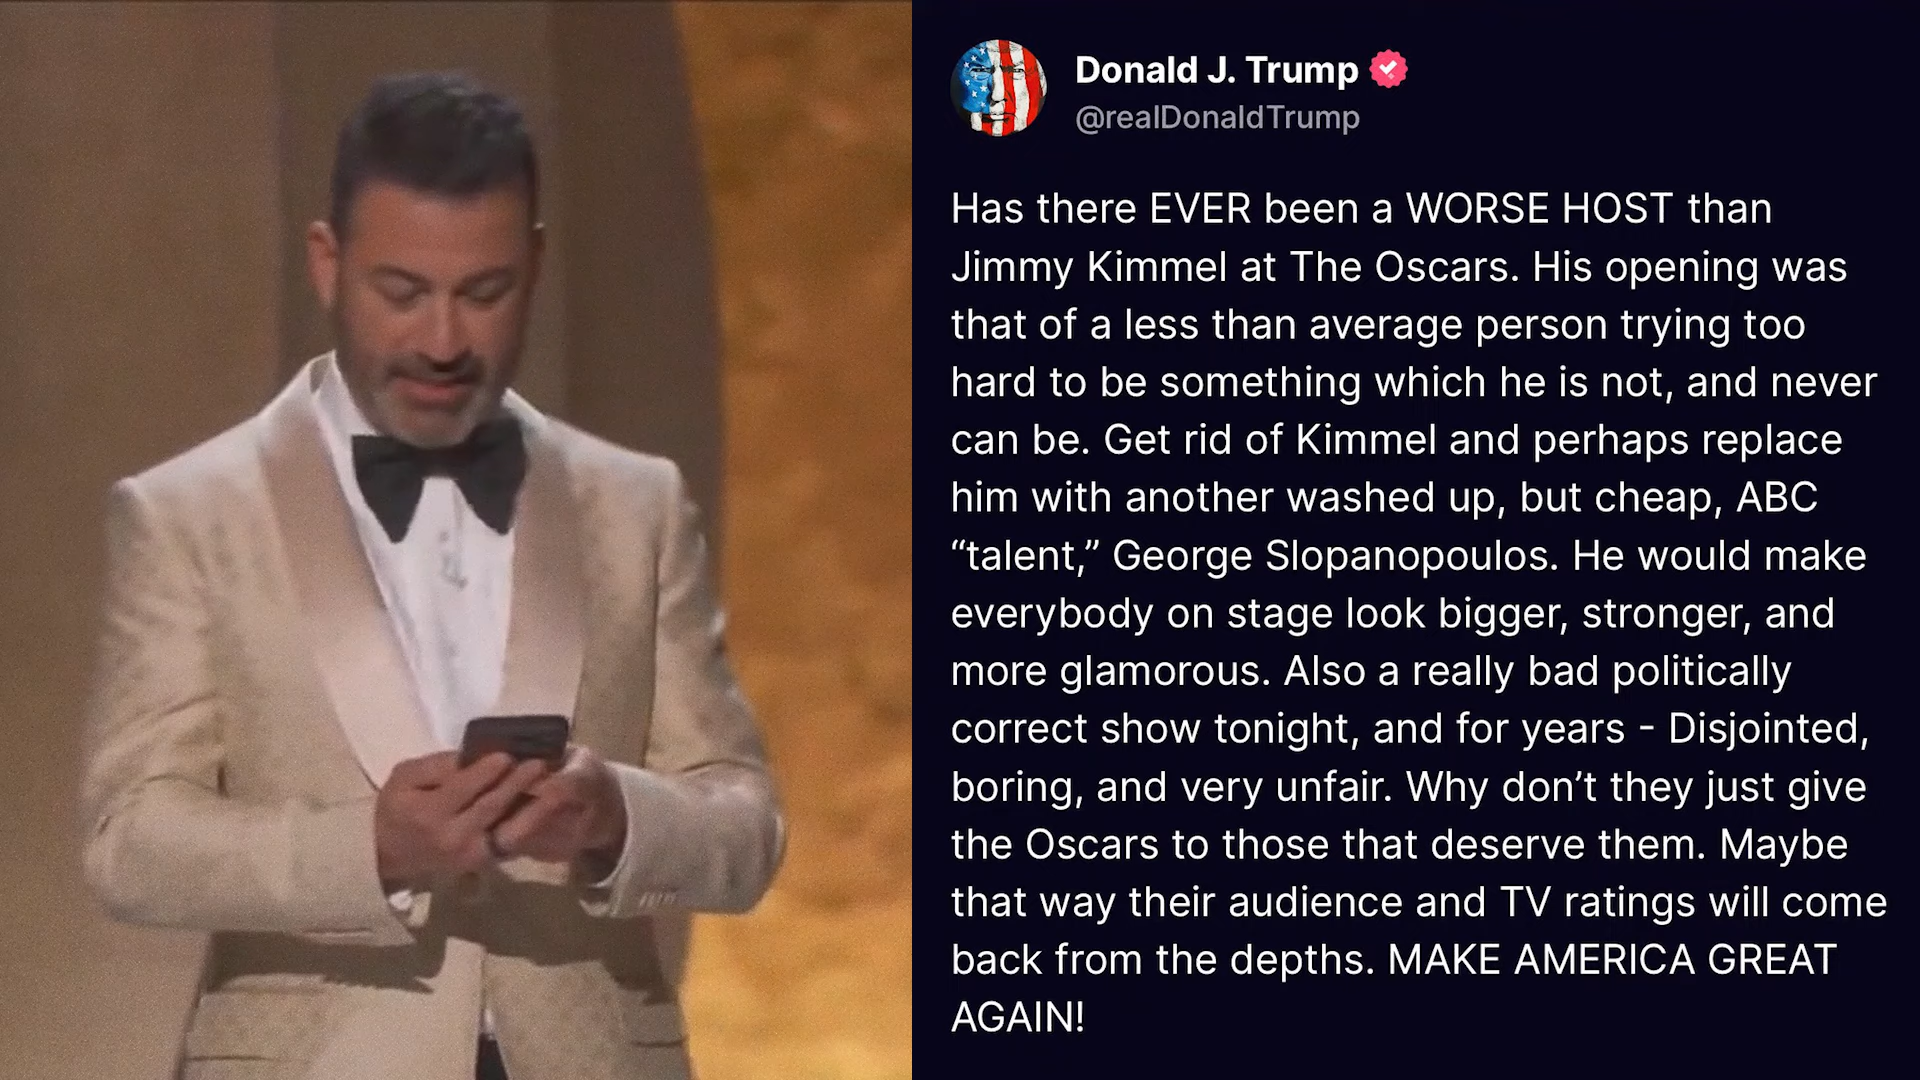 Donald J. Trump
@realDonaldTrump
Has there EVER been a WORSE HOST than
Jimmy Kimmel at The Oscars. His opening was
that of a less than average person trying too
hard to be something which he is not, and never
can be. Get rid of Kimmel and perhaps replace
him with another washed up, but cheap, ABC
“talent,” George Slopanopoulos. He would make
everybody on stage look bigger, stronger, and
more glamorous. Also a really bad politically
correct show tonight, and for years - Disjointed,
boring, and very unfair. Why don’t they just give
the Oscars to those that deserve them. Maybe
that way their audience and TV ratings will come
back from the depths. MAKE AMERICA GREAT
AGAIN!